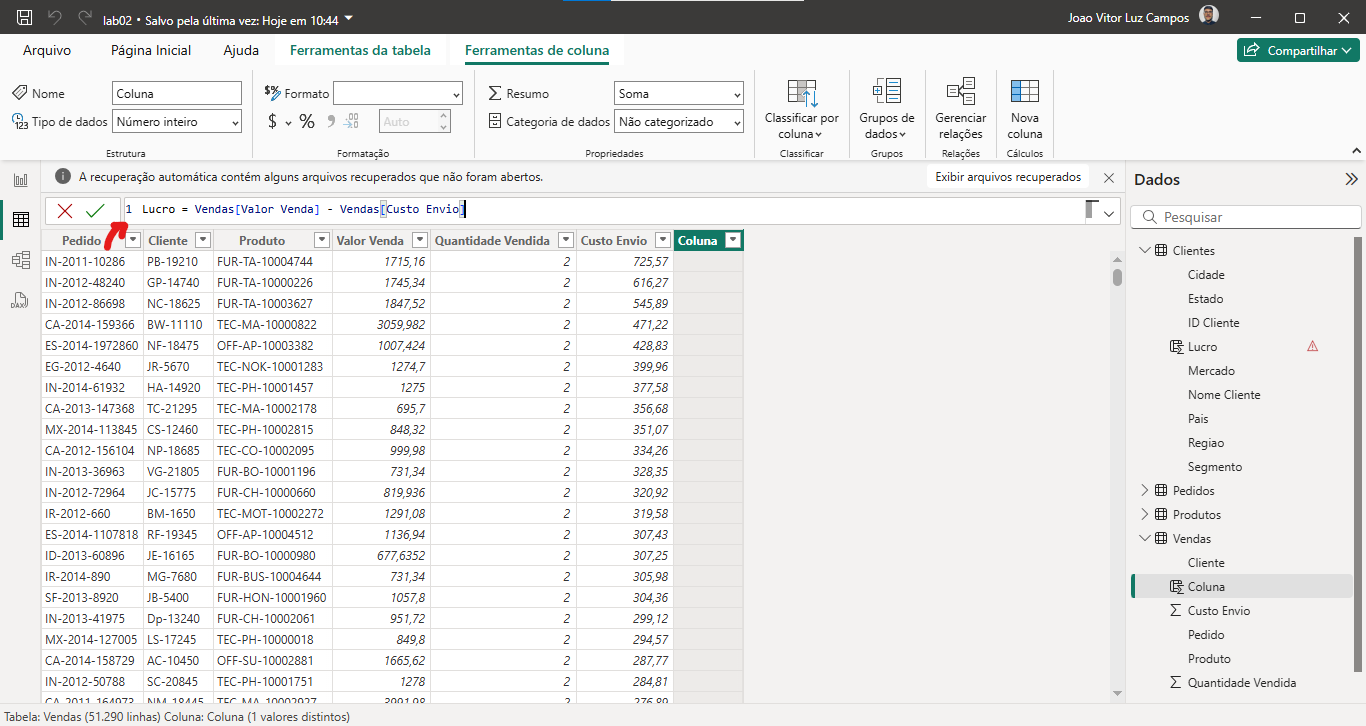 lab02 • Salvo pela última vez: Hoje em 10:44
Joao Vitor Luz Campos
Arquivo Página Inicial Ajuda Ferramentas da tabela Ferramentas de coluna
Compartilhar
Nome Coluna
Tipo de dados Número inteiro
Estrutura
Formato
$ % Auto
Formatação
Resumo Soma
Categoria de dados Não categorizado
Propriedades
Classificar por coluna
Classificar
Grupos de dados
Grupos
Gerenciar relações
Relações
Nova coluna
Cálculos
A recuperação automática contém alguns arquivos recuperados que não foram abertos. Exibir arquivos recuperados
1 Lucro = Vendas[Valor Venda] - Vendas[Custo Envio]
Pedido Cliente Produto Valor Venda Quantidade Vendida Custo Envio Coluna
IN-2011-10286 PB-19210 FUR-TA-10004744 1715,16 2 725,57
IN-2012-48240 GP-14740 FUR-TA-10000226 1745,34 2 616,27
IN-2012-86698 NC-18625 FUR-TA-10003627 1847,52 2 545,89
CA-2014-159366 BW-11110 TEC-MA-10000822 3059,982 2 471,22
ES-2014-1972860 NF-18475 OFF-AP-10003382 1007,424 2 428,83
EG-2012-4640 JR-5670 TEC-NOK-10001283 1274,7 2 399,96
IN-2014-61932 HA-14920 TEC-PH-10001457 1275 2 377,58
CA-2013-147368 TC-21295 TEC-MA-10002178 695,7 2 356,68
MX-2014-113845 CS-12460 TEC-PH-10002815 848,32 2 351,07
CA-2012-156104 NP-18685 TEC-CO-10002095 999,98 2 334,26
IN-2013-36963 VG-21805 FUR-BO-10001196 731,34 2 328,35
IN-2012-72964 JC-15775 FUR-CH-10000660 819,936 2 320,92
IR-2012-660 BM-1650 TEC-MOT-10002272 1291,08 2 319,58
ES-2014-1107818 RF-19345 OFF-AP-10004512 1136,94 2 307,43
ID-2013-60896 JE-16165 FUR-BO-10000980 677,6352 2 307,25
IR-2014-890 MG-7680 FUR-BUS-10004644 731,34 2 305,98
SF-2013-8920 JB-5400 FUR-HON-10001960 1057,8 2 304,36
IN-2013-41975 Dp-13240 FUR-CH-10002061 951,72 2 299,12
MX-2014-127005 LS-17245 TEC-PH-10000018 849,8 2 294,57
CA-2014-158729 AC-10450 OFF-SU-10002881 1665,62 2 287,77
IN-2012-50788 SC-20845 TEC-PH-10001751 1278 2 284,81
CA-2011-164973 NM-18445 TEC-MA-10002927 3991,98 2 276,89
Dados
Pesquisar
Clientes
Cidade
Estado
ID Cliente
Lucro
Mercado
Nome Cliente
Pais
Regiao
Segmento
Pedidos
Produtos
Vendas
Cliente
Coluna
Custo Envio
Pedido
Produto
Quantidade Vendida
Tabela: Vendas (51.290 linhas) Coluna: Coluna (1 valores distintos)